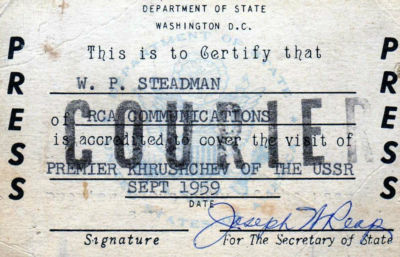 DEPARTMENT OF STATE
WASHINGTON D.C.
PRESS
PRESS
This is to Certify that
W. P. STEADMAN
of RCA COMMUNICATIONS
COURIER
is accredited to cover the visit of
PREMIER KHRUSHCHEV OF THE USSR
SEPT 1959
DATE
Joseph W Reap
Signature
For The Secretary of State